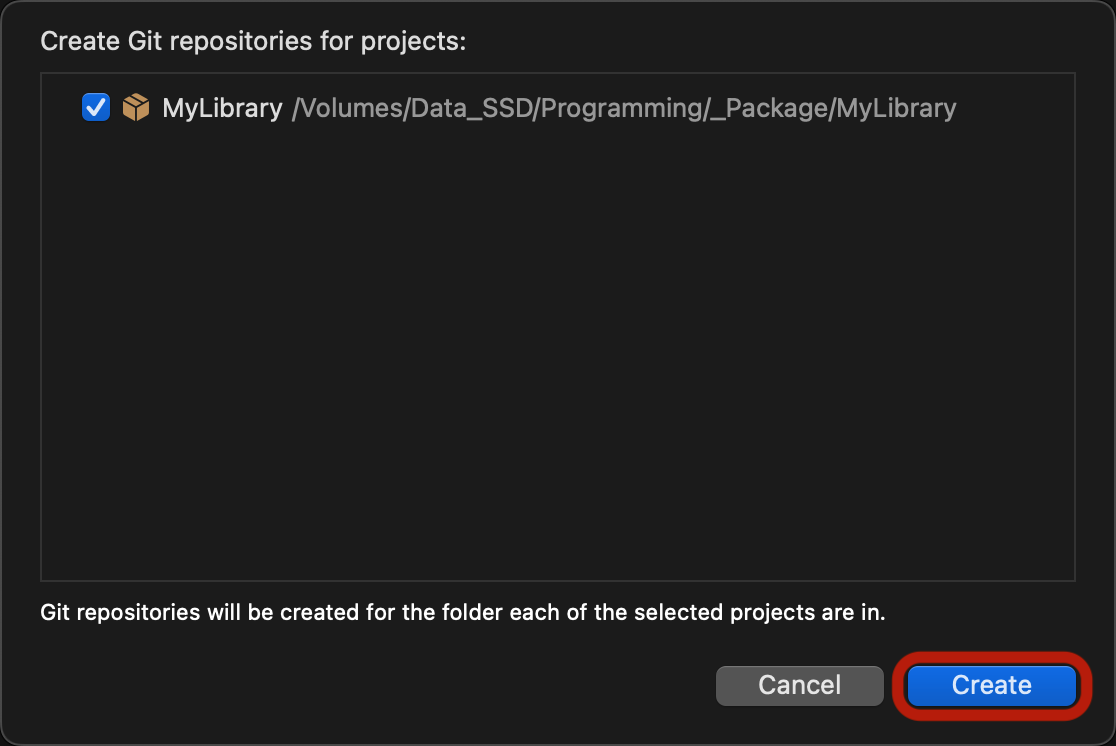 Create Git repositories for projects:
MyLibrary /Volumes/Data_SSD/Programming/_Package/MyLibrary
Git repositories will be created for the folder each of the selected projects are in.
Cancel Create